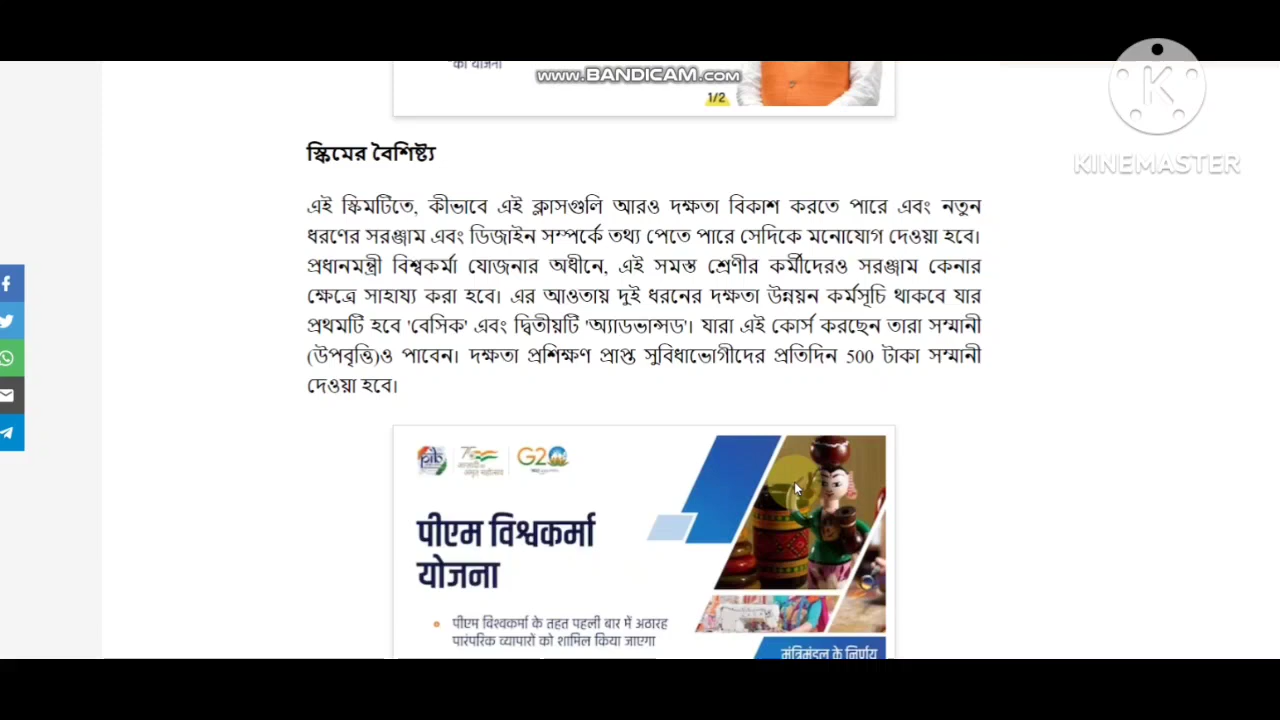 का योजना
www.BANDICAM.com
1/2
KINEMASTER
স্কিমের বৈশিষ্ট্য
এই স্কিমটিতে, কীভাবে এই ক্লাসগুলি আরও দক্ষতা বিকাশ করতে পারে এবং নতুন
ধরণের সরঞ্জাম এবং ডিজাইন সম্পর্কে তথ্য পেতে পারে সেদিকে মনোযোগ দেওয়া হবে।
প্রধানমন্ত্রী বিশ্বকর্মা যোজনার অধীনে, এই সমস্ত শ্রেণীর কর্মীদেরও সরঞ্জাম কেনার
ক্ষেত্রে সাহায্য করা হবে। এর আওতায় দুই ধরনের দক্ষতা উন্নয়ন কর্মসূচি থাকবে যার
প্রথমটি হবে 'বেসিক' এবং দ্বিতীয়টি 'অ্যাডভান্সড'। যারা এই কোর্স করছেন তারা সম্মানী
(উপবৃত্তি)ও পাবেন। দক্ষতা প্রশিক্ষণ প্রাপ্ত সুবিধাভোগীদের প্রতিদিন 500 টাকা সম্মানী
দেওয়া হবে।
G20
पीएम विश्वकर्मा
योजना
पीएम विश्वकर्मा के तहत पहली बार में अठारह
पारंपरिक व्यापारों को शामिल किया जाएगा
मंत्रिमंडल के निर्णय